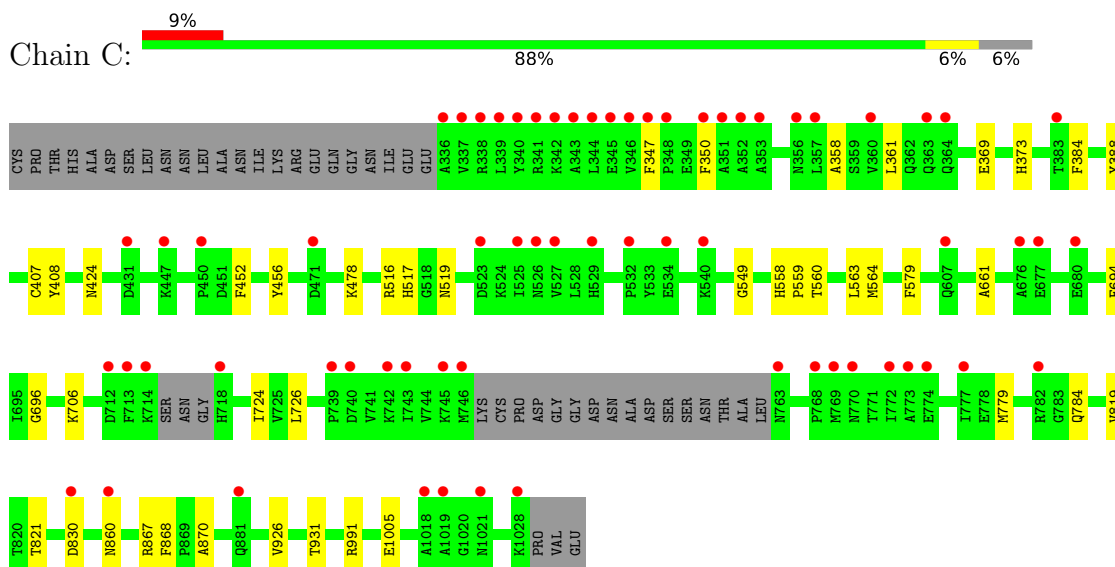 9%
Chain C:
88% 6% 6%
CYS PRO THR HIS ALA ASP SER LEU ASN ASN LEU ALA ASN ILE LYS ARG GLU GLN GLY ASN ILE GLU GLU A336 V337 R338 L339 Y340 R341 K342 A343 L344 E345 V346 F347 P348 E349 F350 A351 A352 A353 N356 L357 A358 S359 V360 L361 Q362 Q363 Q364 E369 H373 T383 F384 Y388
C407 Y408 N424 D431 K447 P450 D451 F452 Y456 D471 K478 R516 H517 G518 N519 D523 K524 I525 N526 V527 L528 H529 P532 Y533 E534 K540 G549 H558 P559 T560 L563 M564 F579 Q607 A661 A676 E677 E680 E694
I695 G696 K706 D712 F713 K714 SER ASN GLY H718 I724 V725 L726 P739 D740 V741 K742 I743 V744 K745 M746 LYS CYS PRO ASP GLY GLY ASP ASN ALA ASP SER SER ASN THR ALA LEU N763 P768 M769 N770 T771 I772 A773 E774 I777 E778 M779 R782 G783 Q784
T820 T821 D830 N860 R867 F868 P869 A870 Q881 V926 T931 R991 E1005 A1018 A1019 G1020 N1021 K1028 PRO VAL GLU